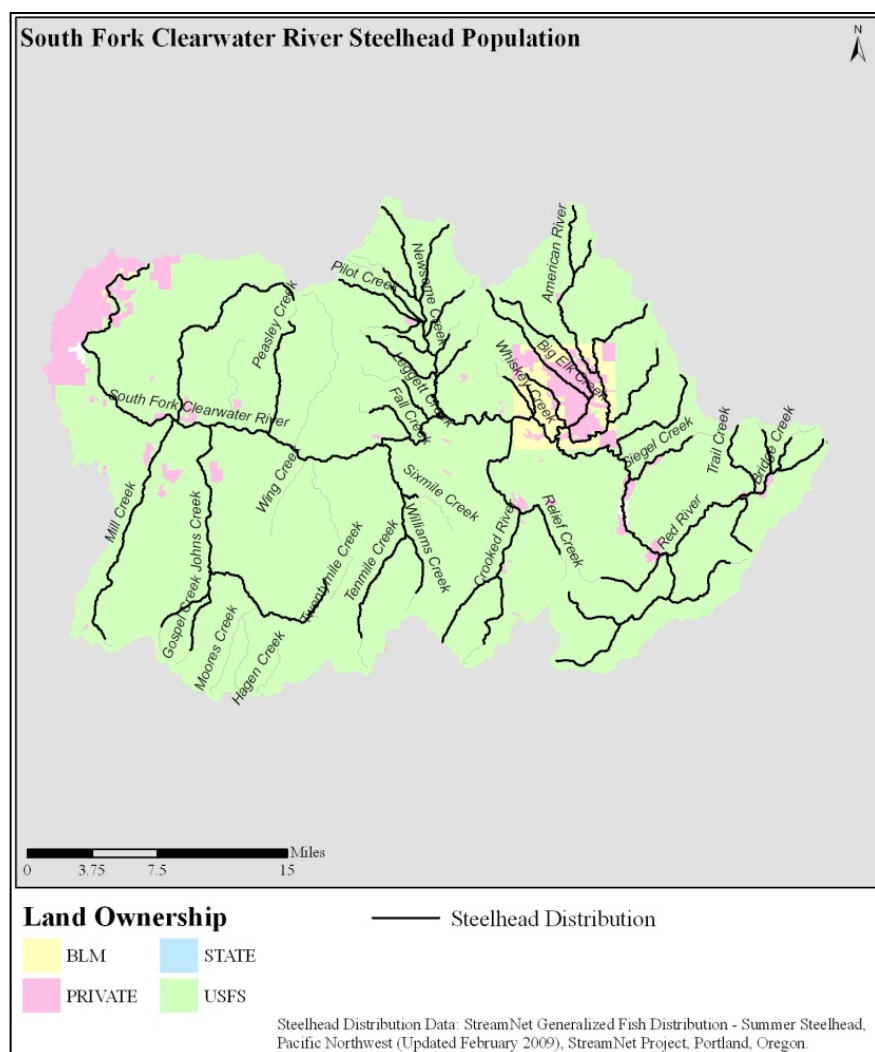 South Fork Clearwater River Steelhead Population
N
American River
Newsome Creek
Pilot Creek
Peasley Creek
Big Elk Creek
Whiskey Creek
Leggett Creek
Fall Creek
South Fork Clearwater River
Siegel Creek
Trail Creek
Bridge Creek
Wing Creek
Sixmile Creek
Mill Creek
Johns Creek
Williams Creek
Crooked River
Relief Creek
Red River
Gospel Creek
Twentymile Creek
Tenmile Creek
Moores Creek
Hagen Creek
Miles
0 3.75 7.5 15
Land Ownership
Steelhead Distribution
BLM STATE
PRIVATE USFS
Steelhead Distribution Data: StreamNet Generalized Fish Distribution - Summer Steelhead,
Pacific Northwest (Updated February 2009), StreamNet Project, Portland, Oregon.